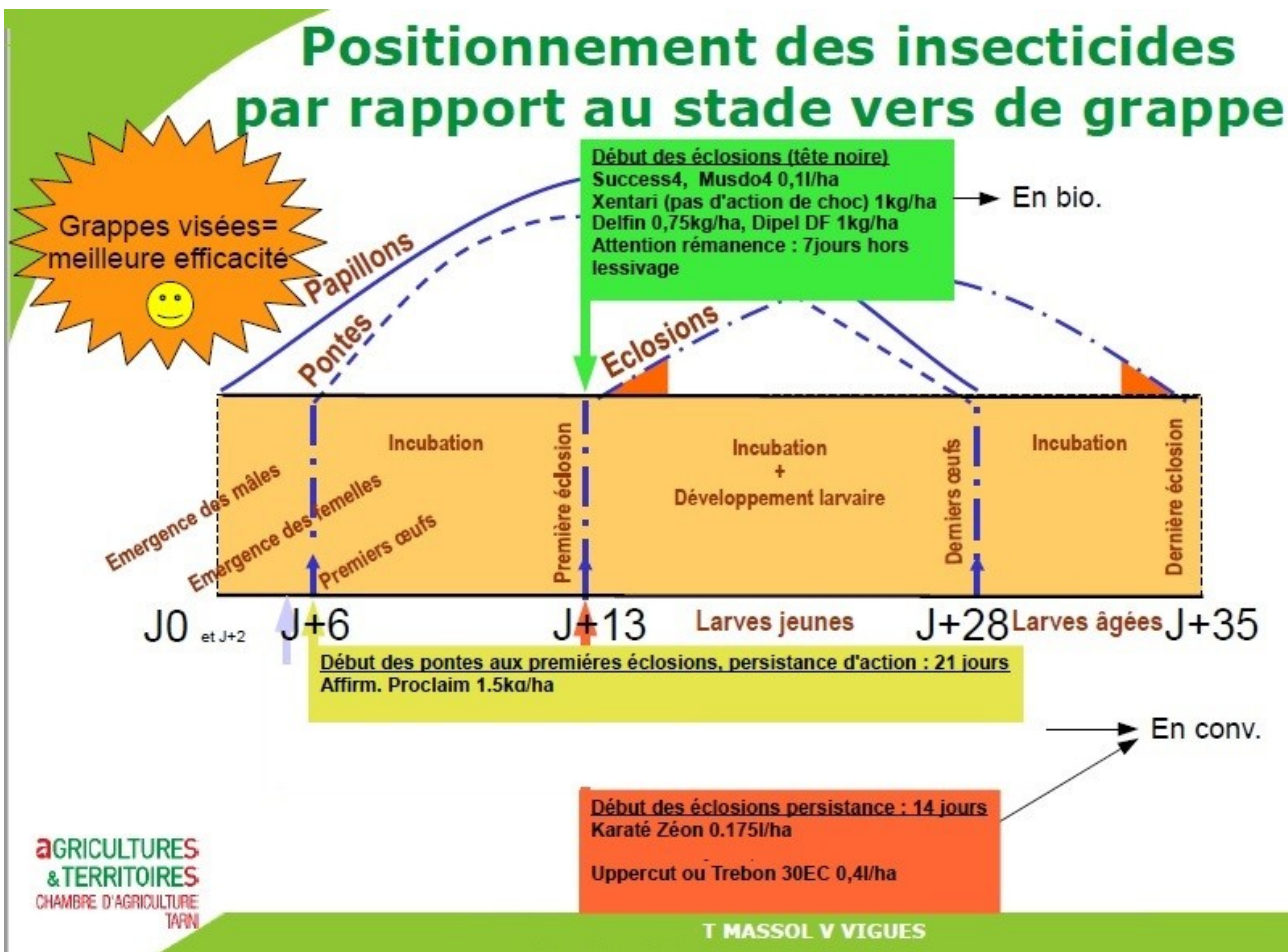 Positionnement des insecticides
par rapport au stade vers de grappe
Grappes visées=
meilleure efficacité
Début des éclosions (tête noire)
Success4, Musdo4 0,1l/ha
Xentari (pas d'action de choc) 1kg/ha
Delfin 0,75kg/ha, Dipel DF 1kg/ha
Attention rémanence : 7jours hors
lessivage
En bio.
Papillons
Pontes
Eclosions
Emergence des mâles
Emergence des femelles
Premiers œufs
Incubation
Première éclosion
Incubation
+
Développement larvaire
Derniers œufs
Incubation
Dernière éclosion
J0 et J+2
J+6
J+13
Larves jeunes
J+28
Larves âgées
J+35
Début des pontes aux premiéres éclosions, persistance d'action : 21 jours
Affirm. Proclaim 1.5kg/ha
En conv.
Début des éclosions persistance : 14 jours
Karaté Zéon 0.175l/ha
Uppercut ou Trebon 30EC 0,4l/ha
aGRICULTURES
&TERRITOIRES
CHAMBRE D'AGRICULTURE
TARN
T MASSOL V VIGUES